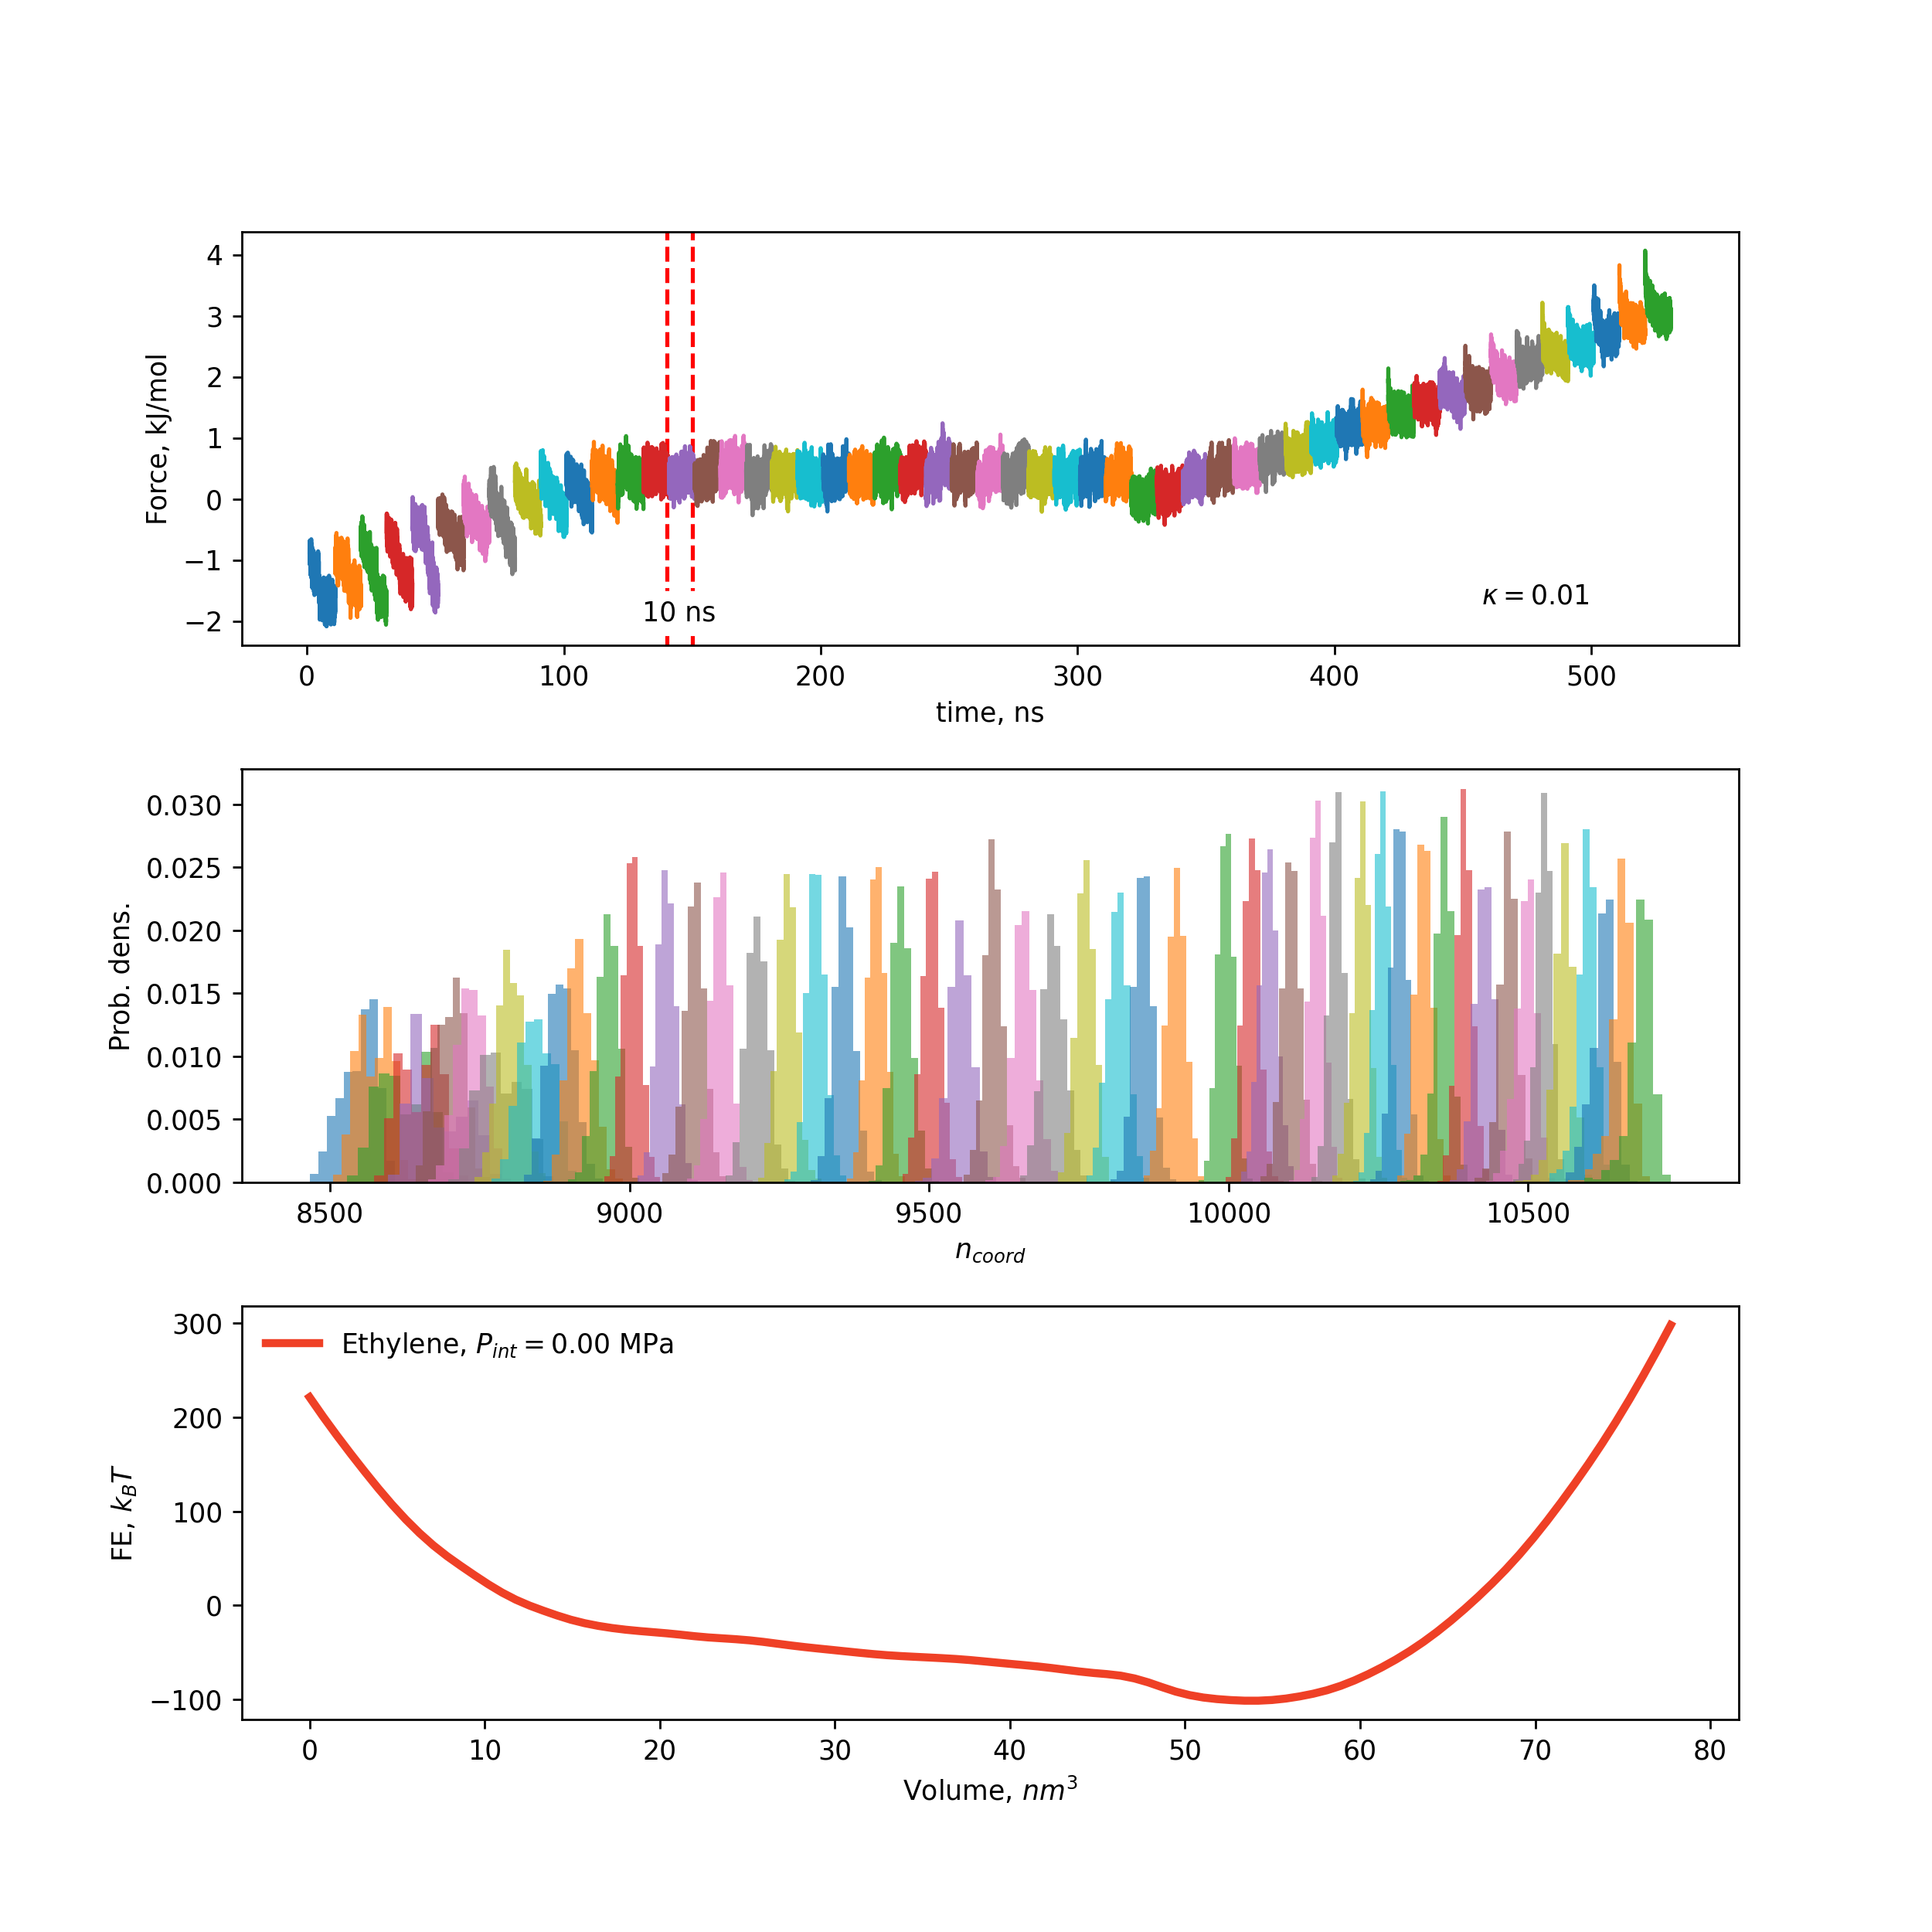 4
3
2
1
0
−1
−2
Force, kJ/mol
10 ns
κ = 0.01
0 100 200 300 400 500
time, ns
0.030
0.025
0.020
0.015
0.010
0.005
0.000
Prob. dens.
8500 9000 9500 10000 10500
n_coord
300
200
100
0
−100
FE, k_BT
Ethylene, P_int = 0.00 MPa
0 10 20 30 40 50 60 70 80
Volume, nm³